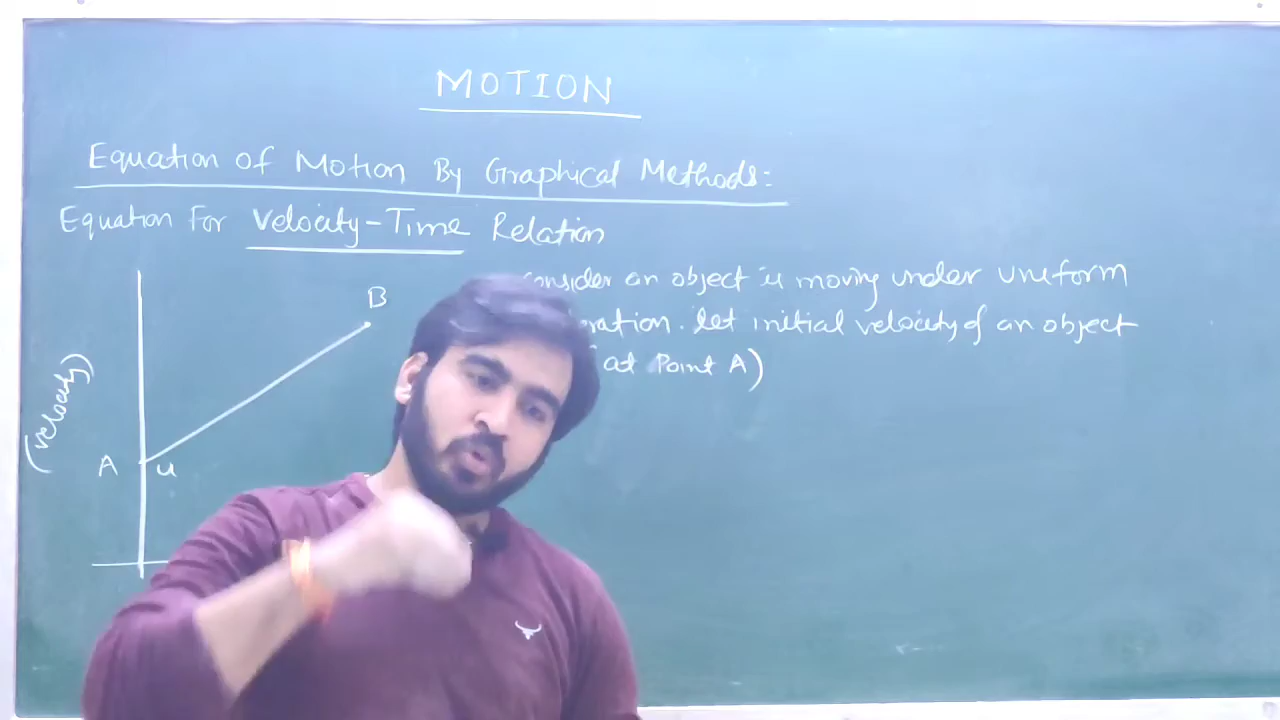 MOTION
Equation of Motion By Graphical Methods:
Equation For Velocity-Time Relation
B
(velocity)
A u
onsider an object is moving under uniform
ration. Let initial velocity of an object
at Point A)